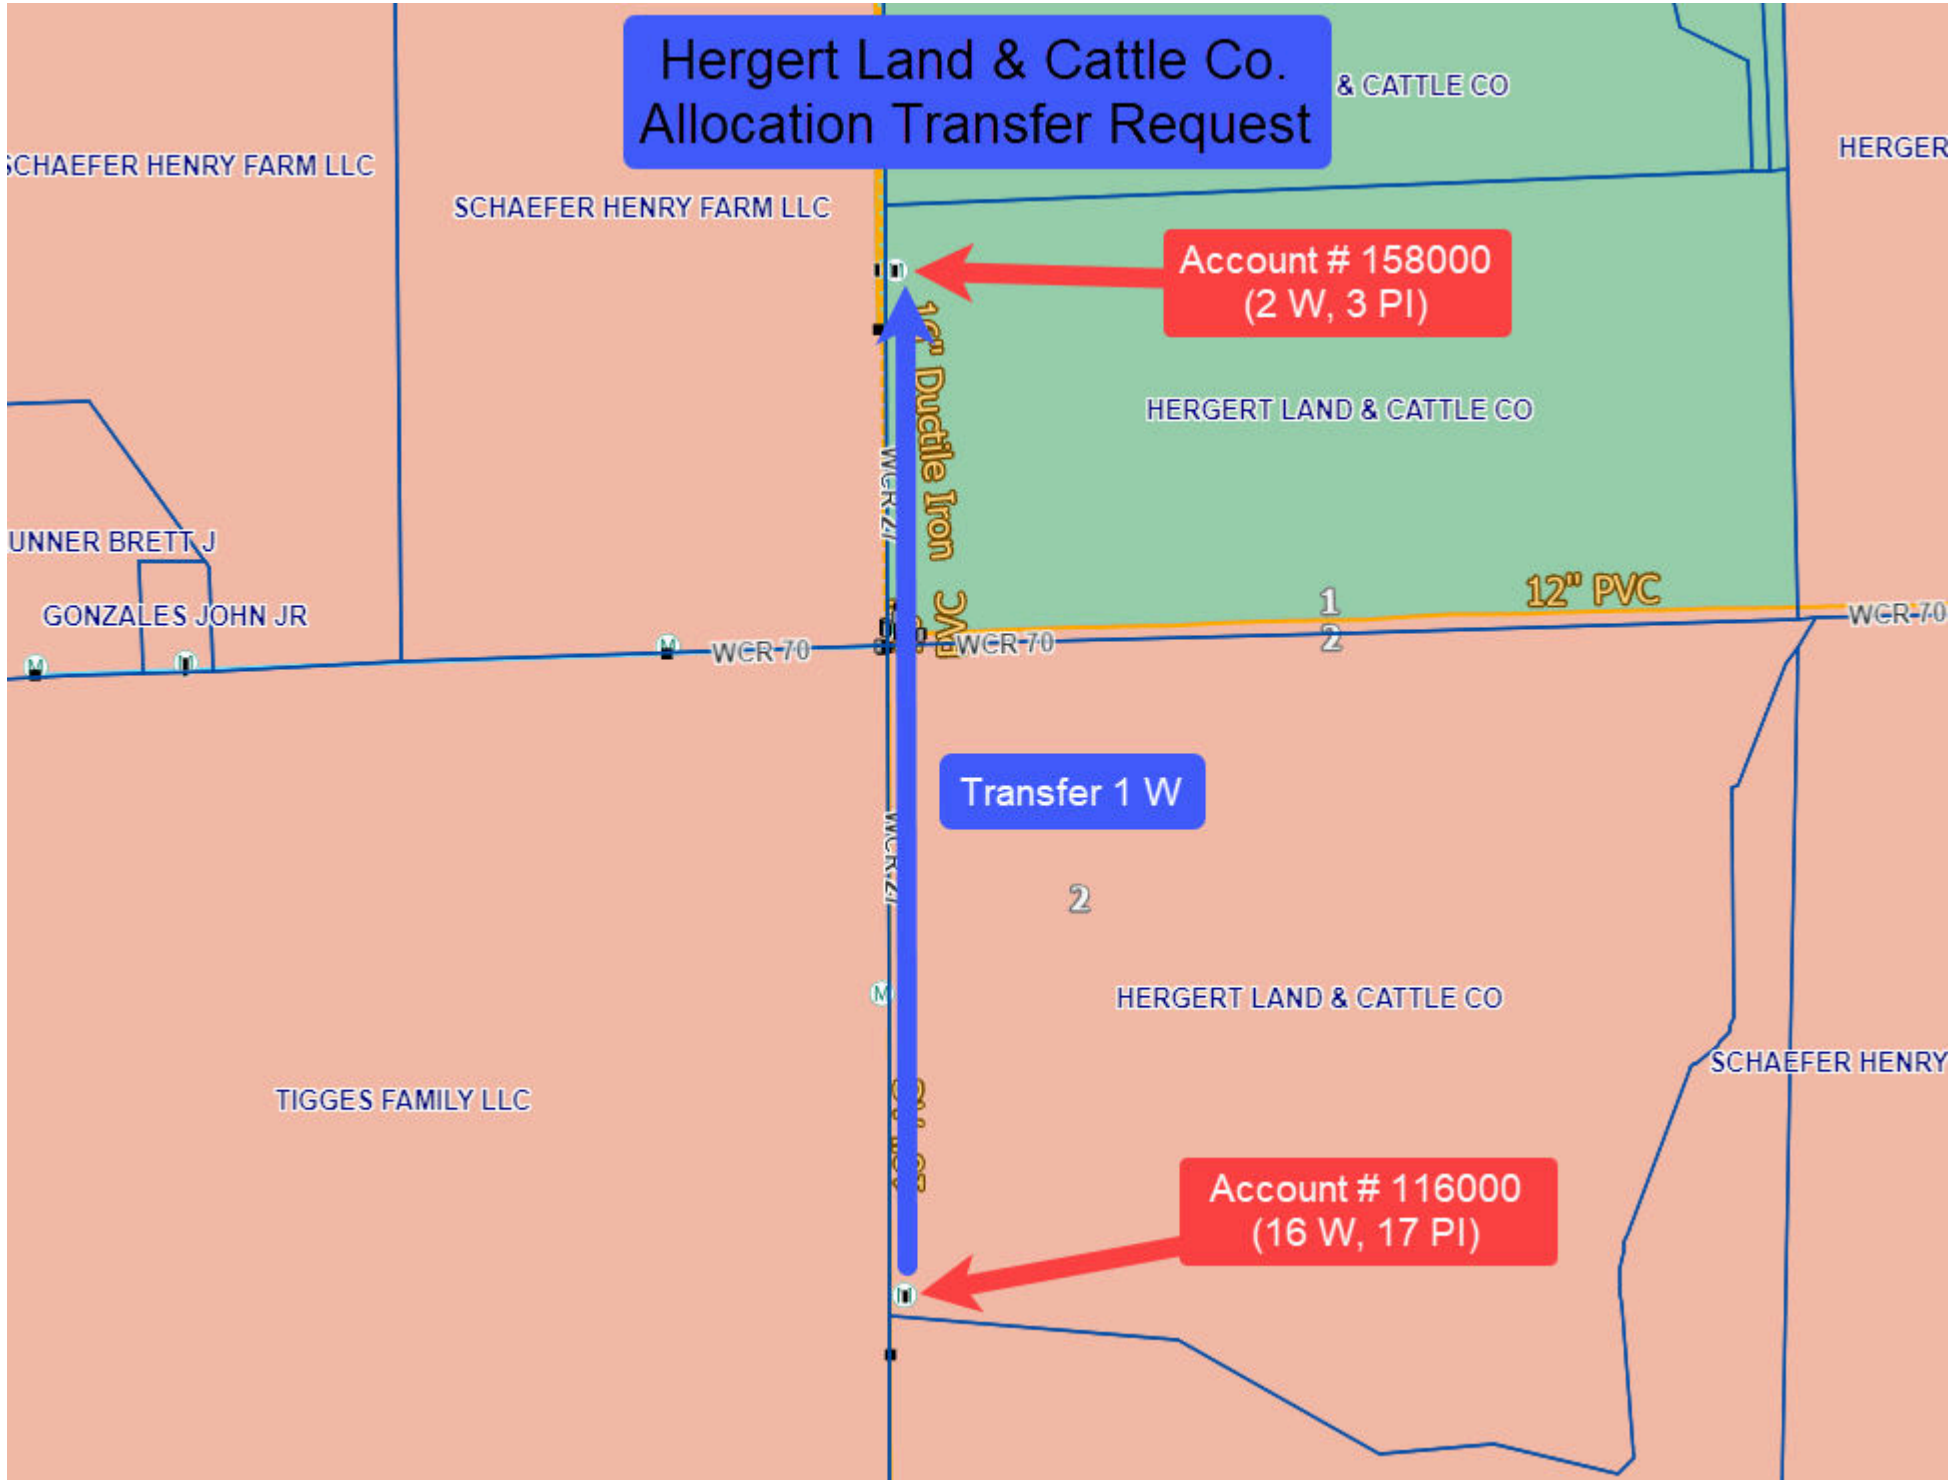 Hergert Land & Cattle Co.
Allocation Transfer Request
& CATTLE CO
HERGER
SCHAEFER HENRY FARM LLC
SCHAEFER HENRY FARM LLC
Account # 158000
(2 W, 3 PI)
16" Ductile Iron
HERGERT LAND & CATTLE CO
UNNER BRETT J
GONZALES JOHN JR
12" PVC
1
2
WCR 70
WCR 70
WCR 70
PVC
M
M
Transfer 1 W
2
M
HERGERT LAND & CATTLE CO
SCHAEFER HENRY
TIGGES FAMILY LLC
Account # 116000
(16 W, 17 PI)